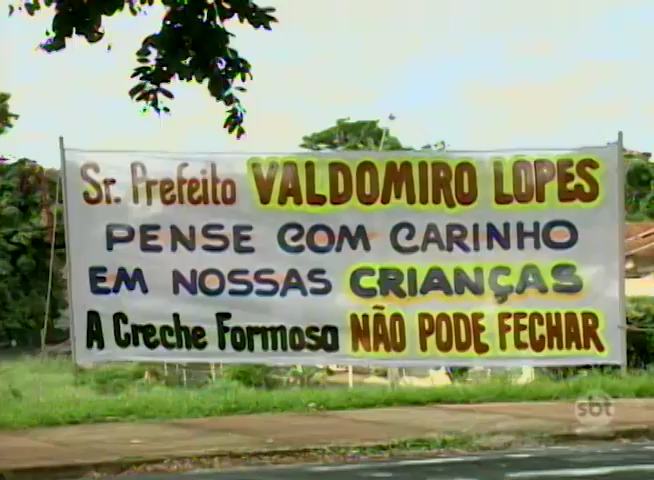 Sr. Prefeito VALDOMIRO LOPES
PENSE COM CARINHO
EM NOSSAS CRIANÇAS
A Creche Formosa NÃO PODE FECHAR
sbt